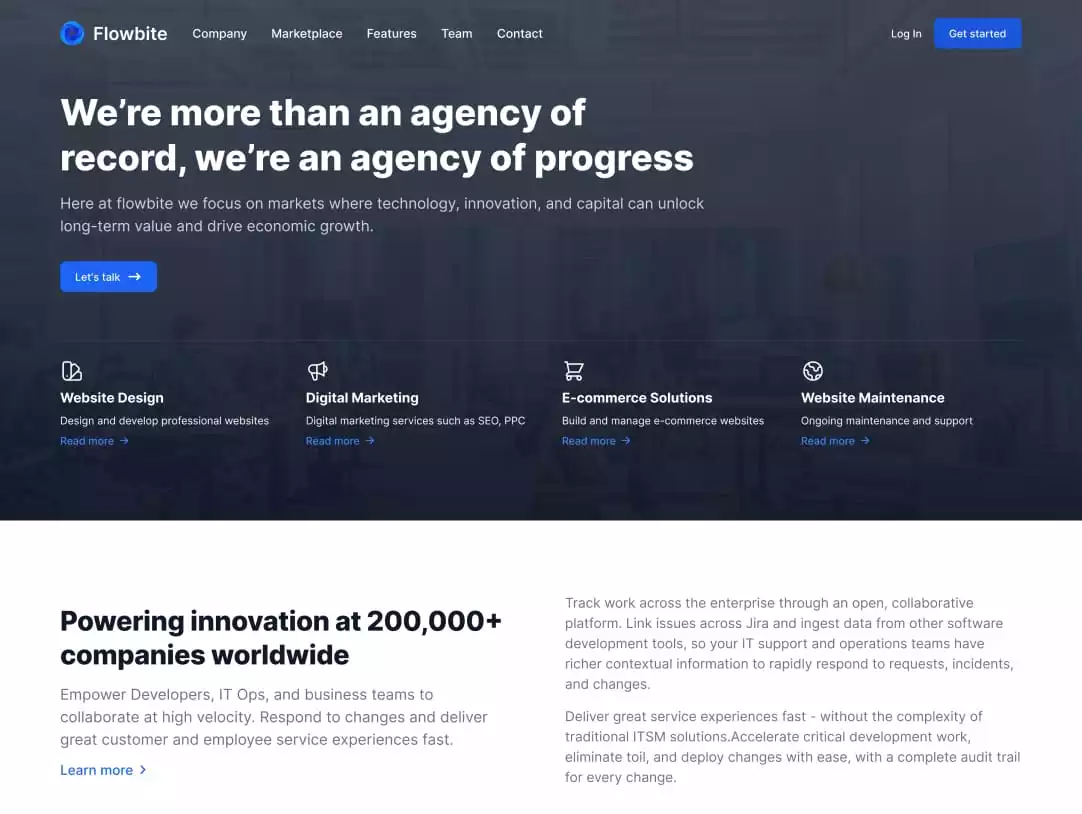 Flowbite Company Marketplace Features Team Contact Log In Get started
We’re more than an agency of
record, we’re an agency of progress
Here at flowbite we focus on markets where technology, innovation, and capital can unlock
long-term value and drive economic growth.
Let's talk →
Website Design
Design and develop professional websites
Read more →
Digital Marketing
Digital marketing services such as SEO, PPC
Read more →
E-commerce Solutions
Build and manage e-commerce websites
Read more →
Website Maintenance
Ongoing maintenance and support
Read more →
Powering innovation at 200,000+
companies worldwide
Empower Developers, IT Ops, and business teams to
collaborate at high velocity. Respond to changes and deliver
great customer and employee service experiences fast.
Learn more >
Track work across the enterprise through an open, collaborative
platform. Link issues across Jira and ingest data from other software
development tools, so your IT support and operations teams have
richer contextual information to rapidly respond to requests, incidents,
and changes.
Deliver great service experiences fast - without the complexity of
traditional ITSM solutions.Accelerate critical development work,
eliminate toil, and deploy changes with ease, with a complete audit trail
for every change.